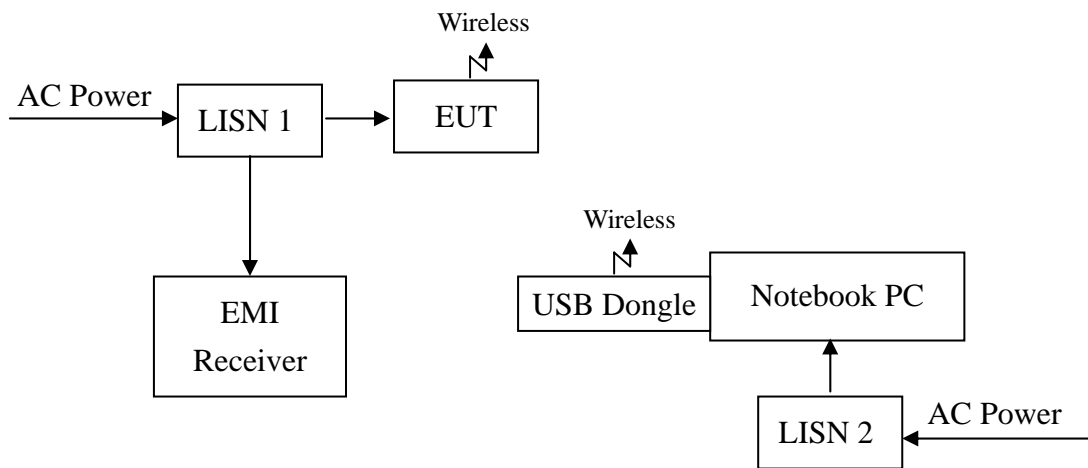 Wireless
AC Power
LISN 1
EUT
Wireless
EMI
Receiver
USB Dongle
Notebook PC
LISN 2
AC Power